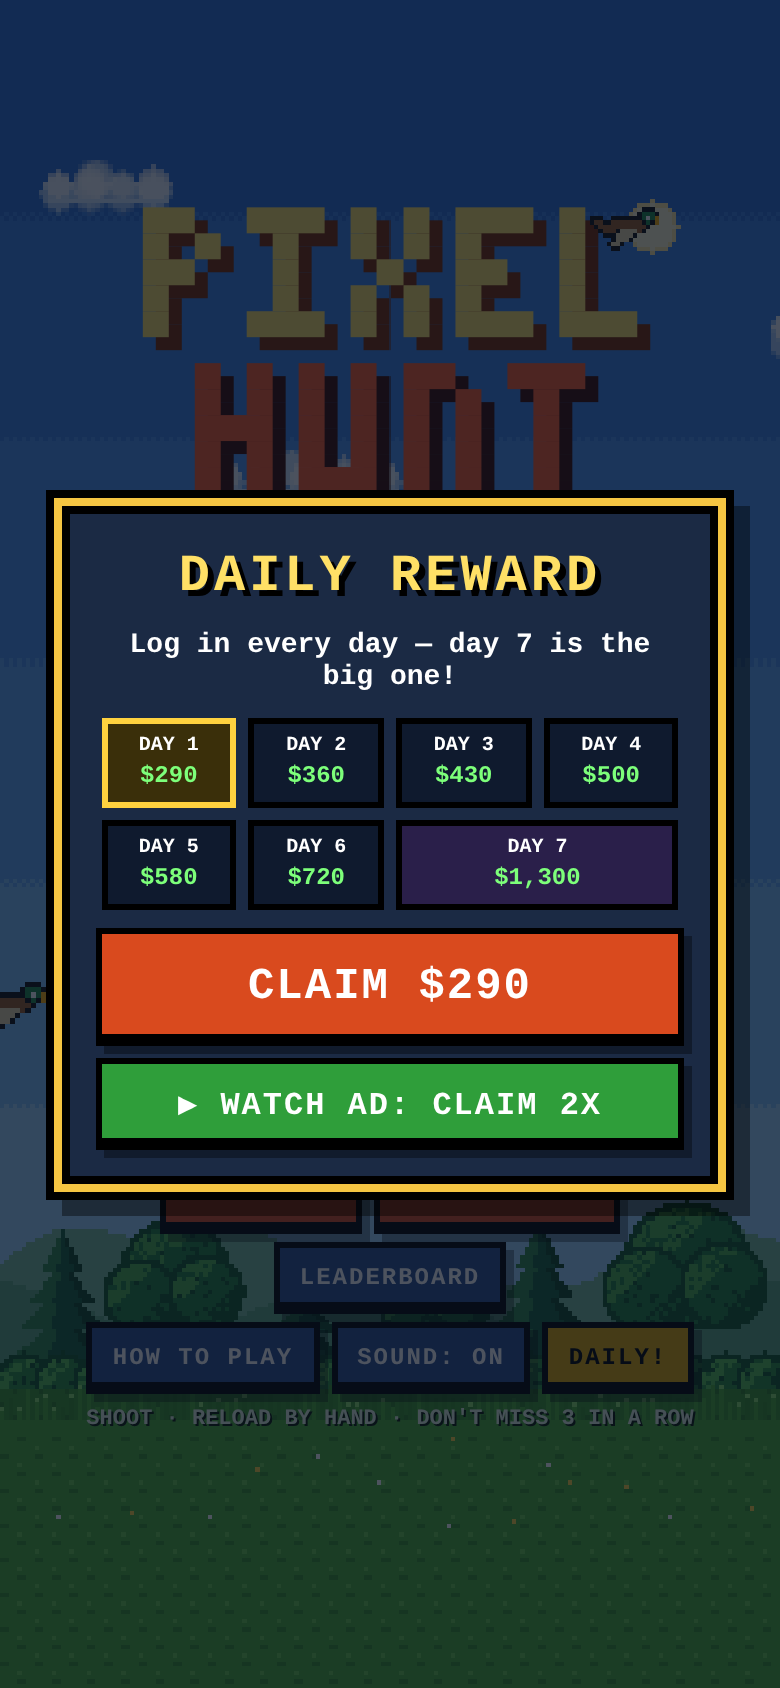 PIXEL
HUNT
DAILY REWARD
Log in every day — day 7 is the
big one!
DAY 1
$290
DAY 2
$360
DAY 3
$430
DAY 4
$500
DAY 5
$580
DAY 6
$720
DAY 7
$1,300
CLAIM $290
▶ WATCH AD: CLAIM 2X
LEADERBOARD
HOW TO PLAY
SOUND: ON
DAILY!
SHOOT · RELOAD BY HAND · DON'T MISS 3 IN A ROW